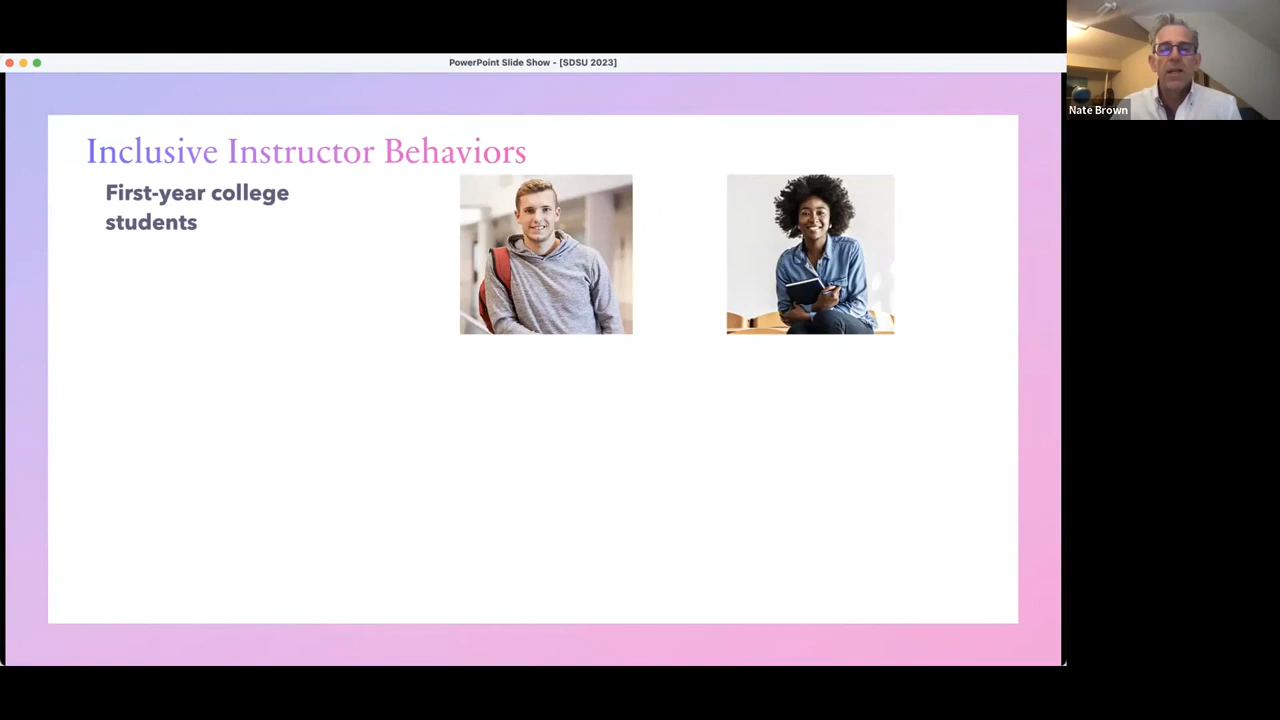 PowerPoint Slide Show - [SDSU 2023]
Inclusive Instructor Behaviors
First-year college
students
Nate Brown